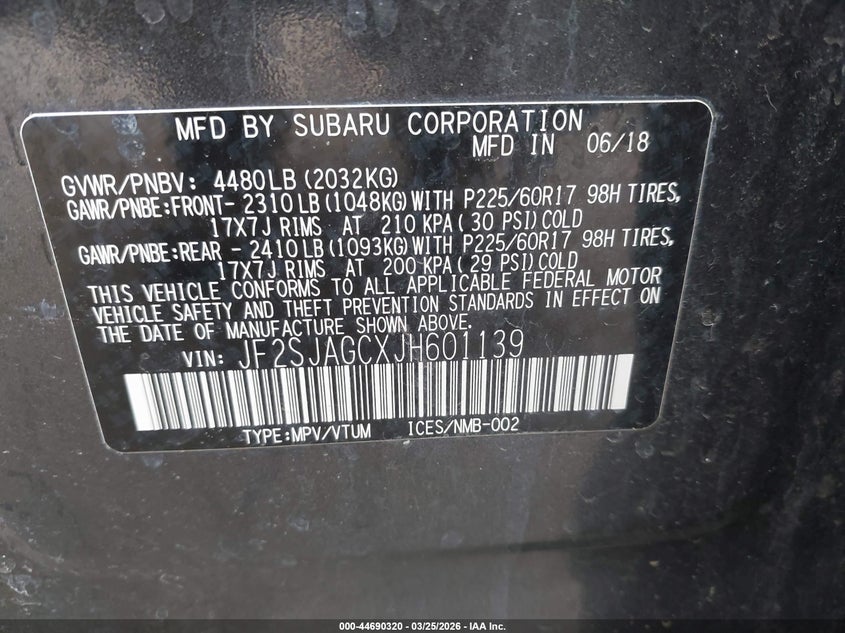 MFD BY SUBARU CORPORATION
MFD IN 06/18
GVWR/PNBV: 4480LB(2032KG)
GAWR/PNBE:FRONT- 2310LB(1048KG)WITH P225/60R17 98H TIRES,
17X7J RIMS AT 210 KPA(30 PSI)COLD
GAWR/PNBE:REAR - 2410LB(1093KG)WITH P225/60R17 98H TIRES,
17X7J RIMS AT 200 KPA(29 PSI)COLD
THIS VEHICLE CONFORMS TO ALL APPLICABLE FEDERAL MOTOR
VEHICLE SAFETY AND THEFT PREVENTION STANDARDS IN EFFECT ON
THE DATE OF MANUFACTURE SHOWN ABOVE.
VIN: JF2SJAGCXJH601139
TYPE:MPV/VTUM ICES/NMB-002
000-44690320 - 03/25/2026 - IAA Inc.